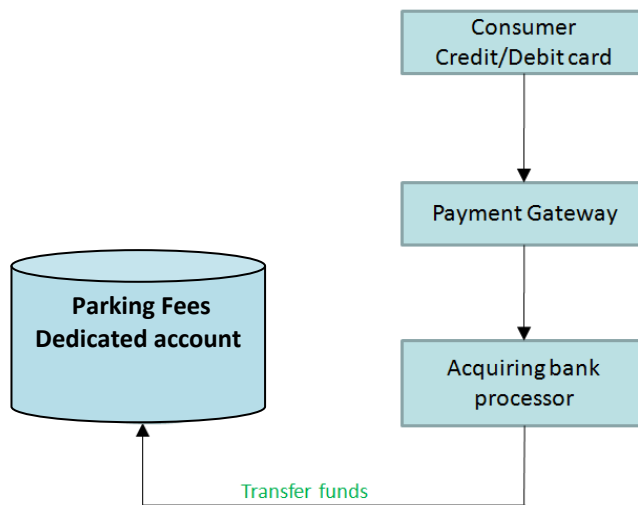 Consumer
Credit/Debit card
Payment Gateway
Parking Fees
Dedicated account
Acquiring bank
processor
Transfer funds